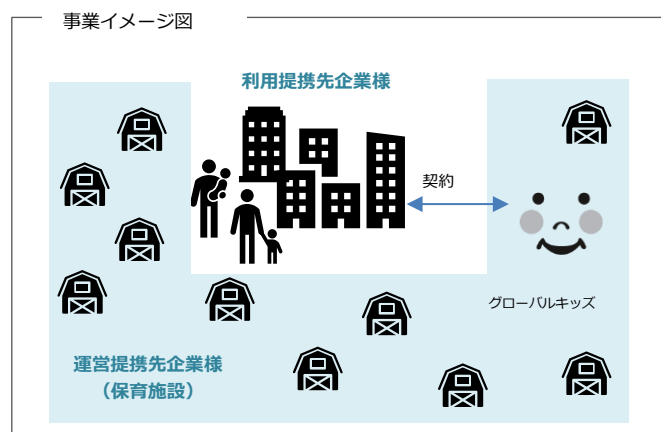 事業イメージ図
利用提携先企業様
契約
グローバルキッズ
運営提携先企業様
（保育施設）